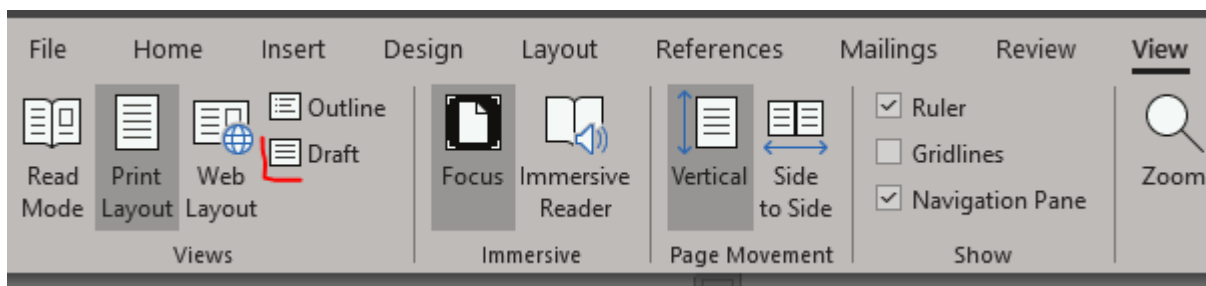 File Home Insert Design Layout References Mailings Review View
Read Mode
Print Layout
Web Layout
Outline
Draft
Views
Focus
Immersive Reader
Immersive
Vertical
Side to Side
Page Movement
Ruler
Gridlines
Navigation Pane
Show
Zoom